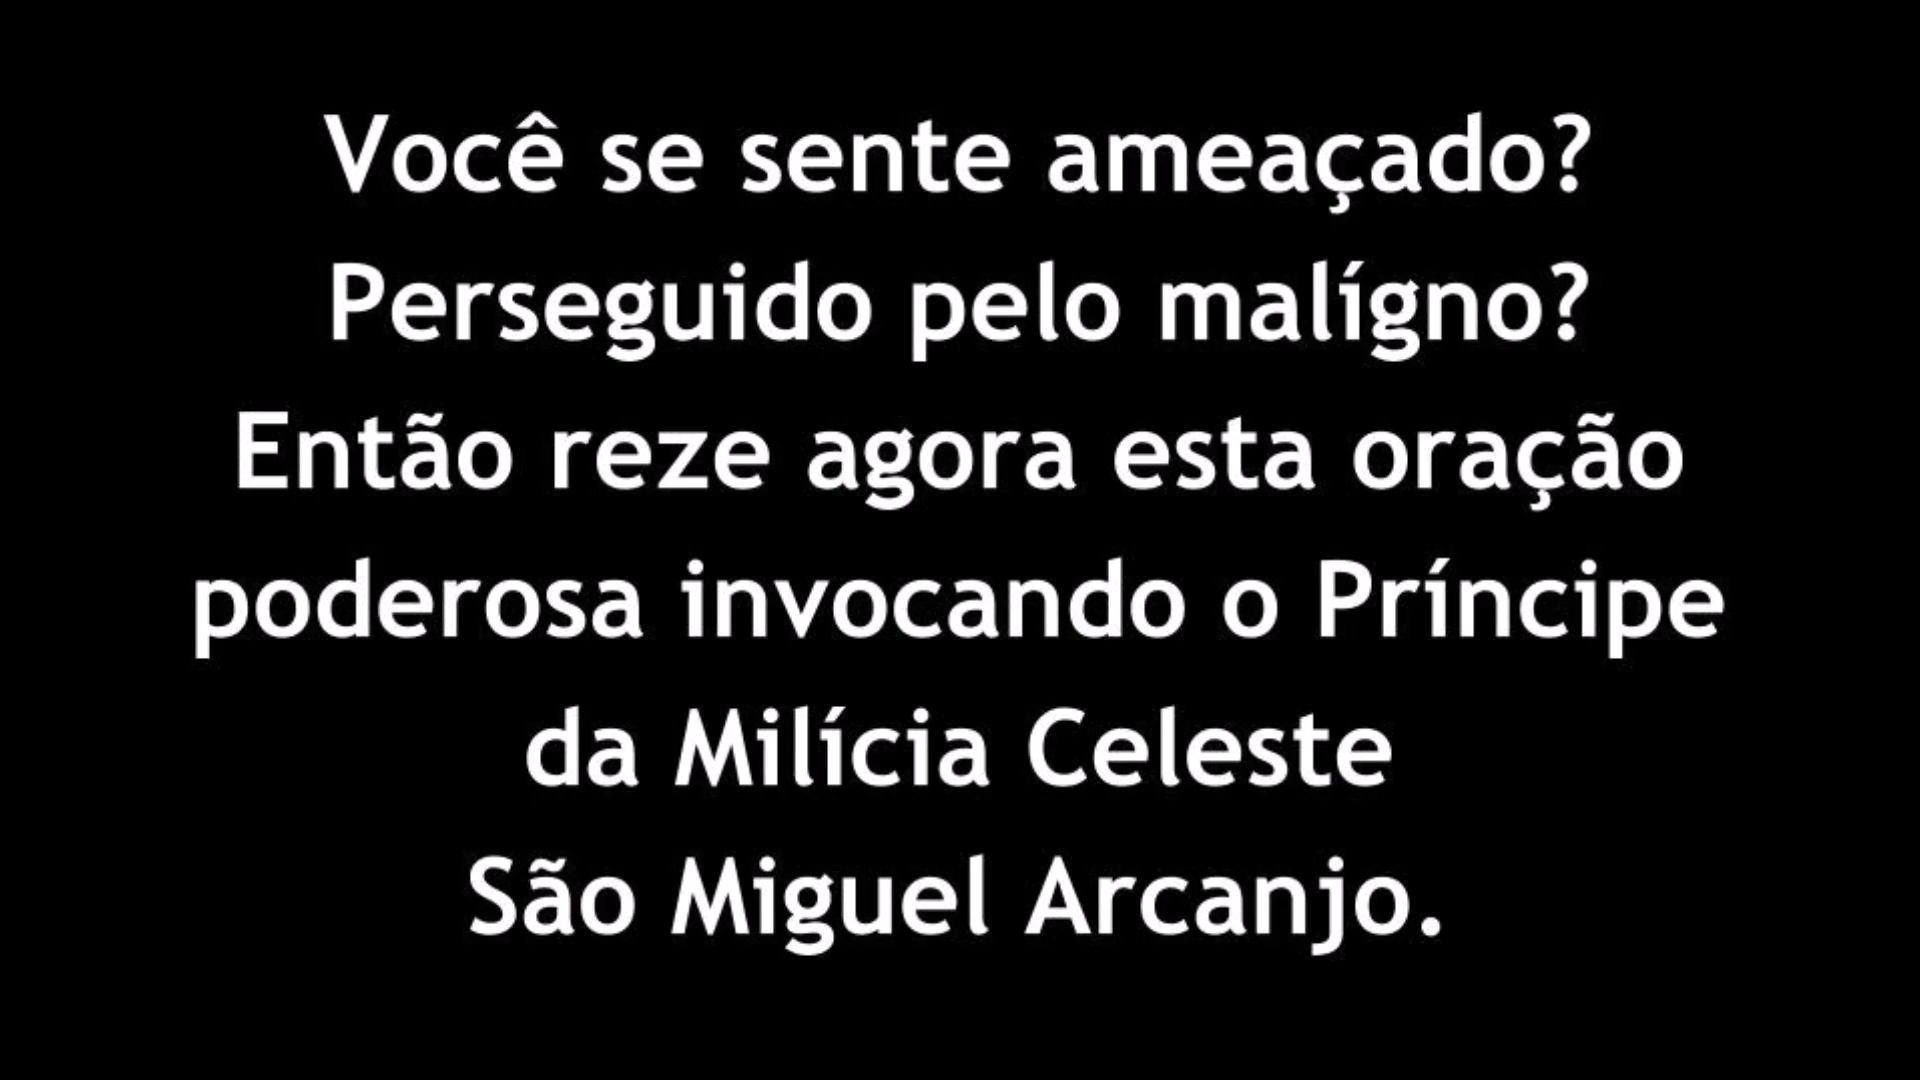 Você se sente ameaçado?
Perseguido pelo malígno?
Então reze agora esta oração
poderosa invocando o Príncipe
da Milícia Celeste
São Miguel Arcanjo.